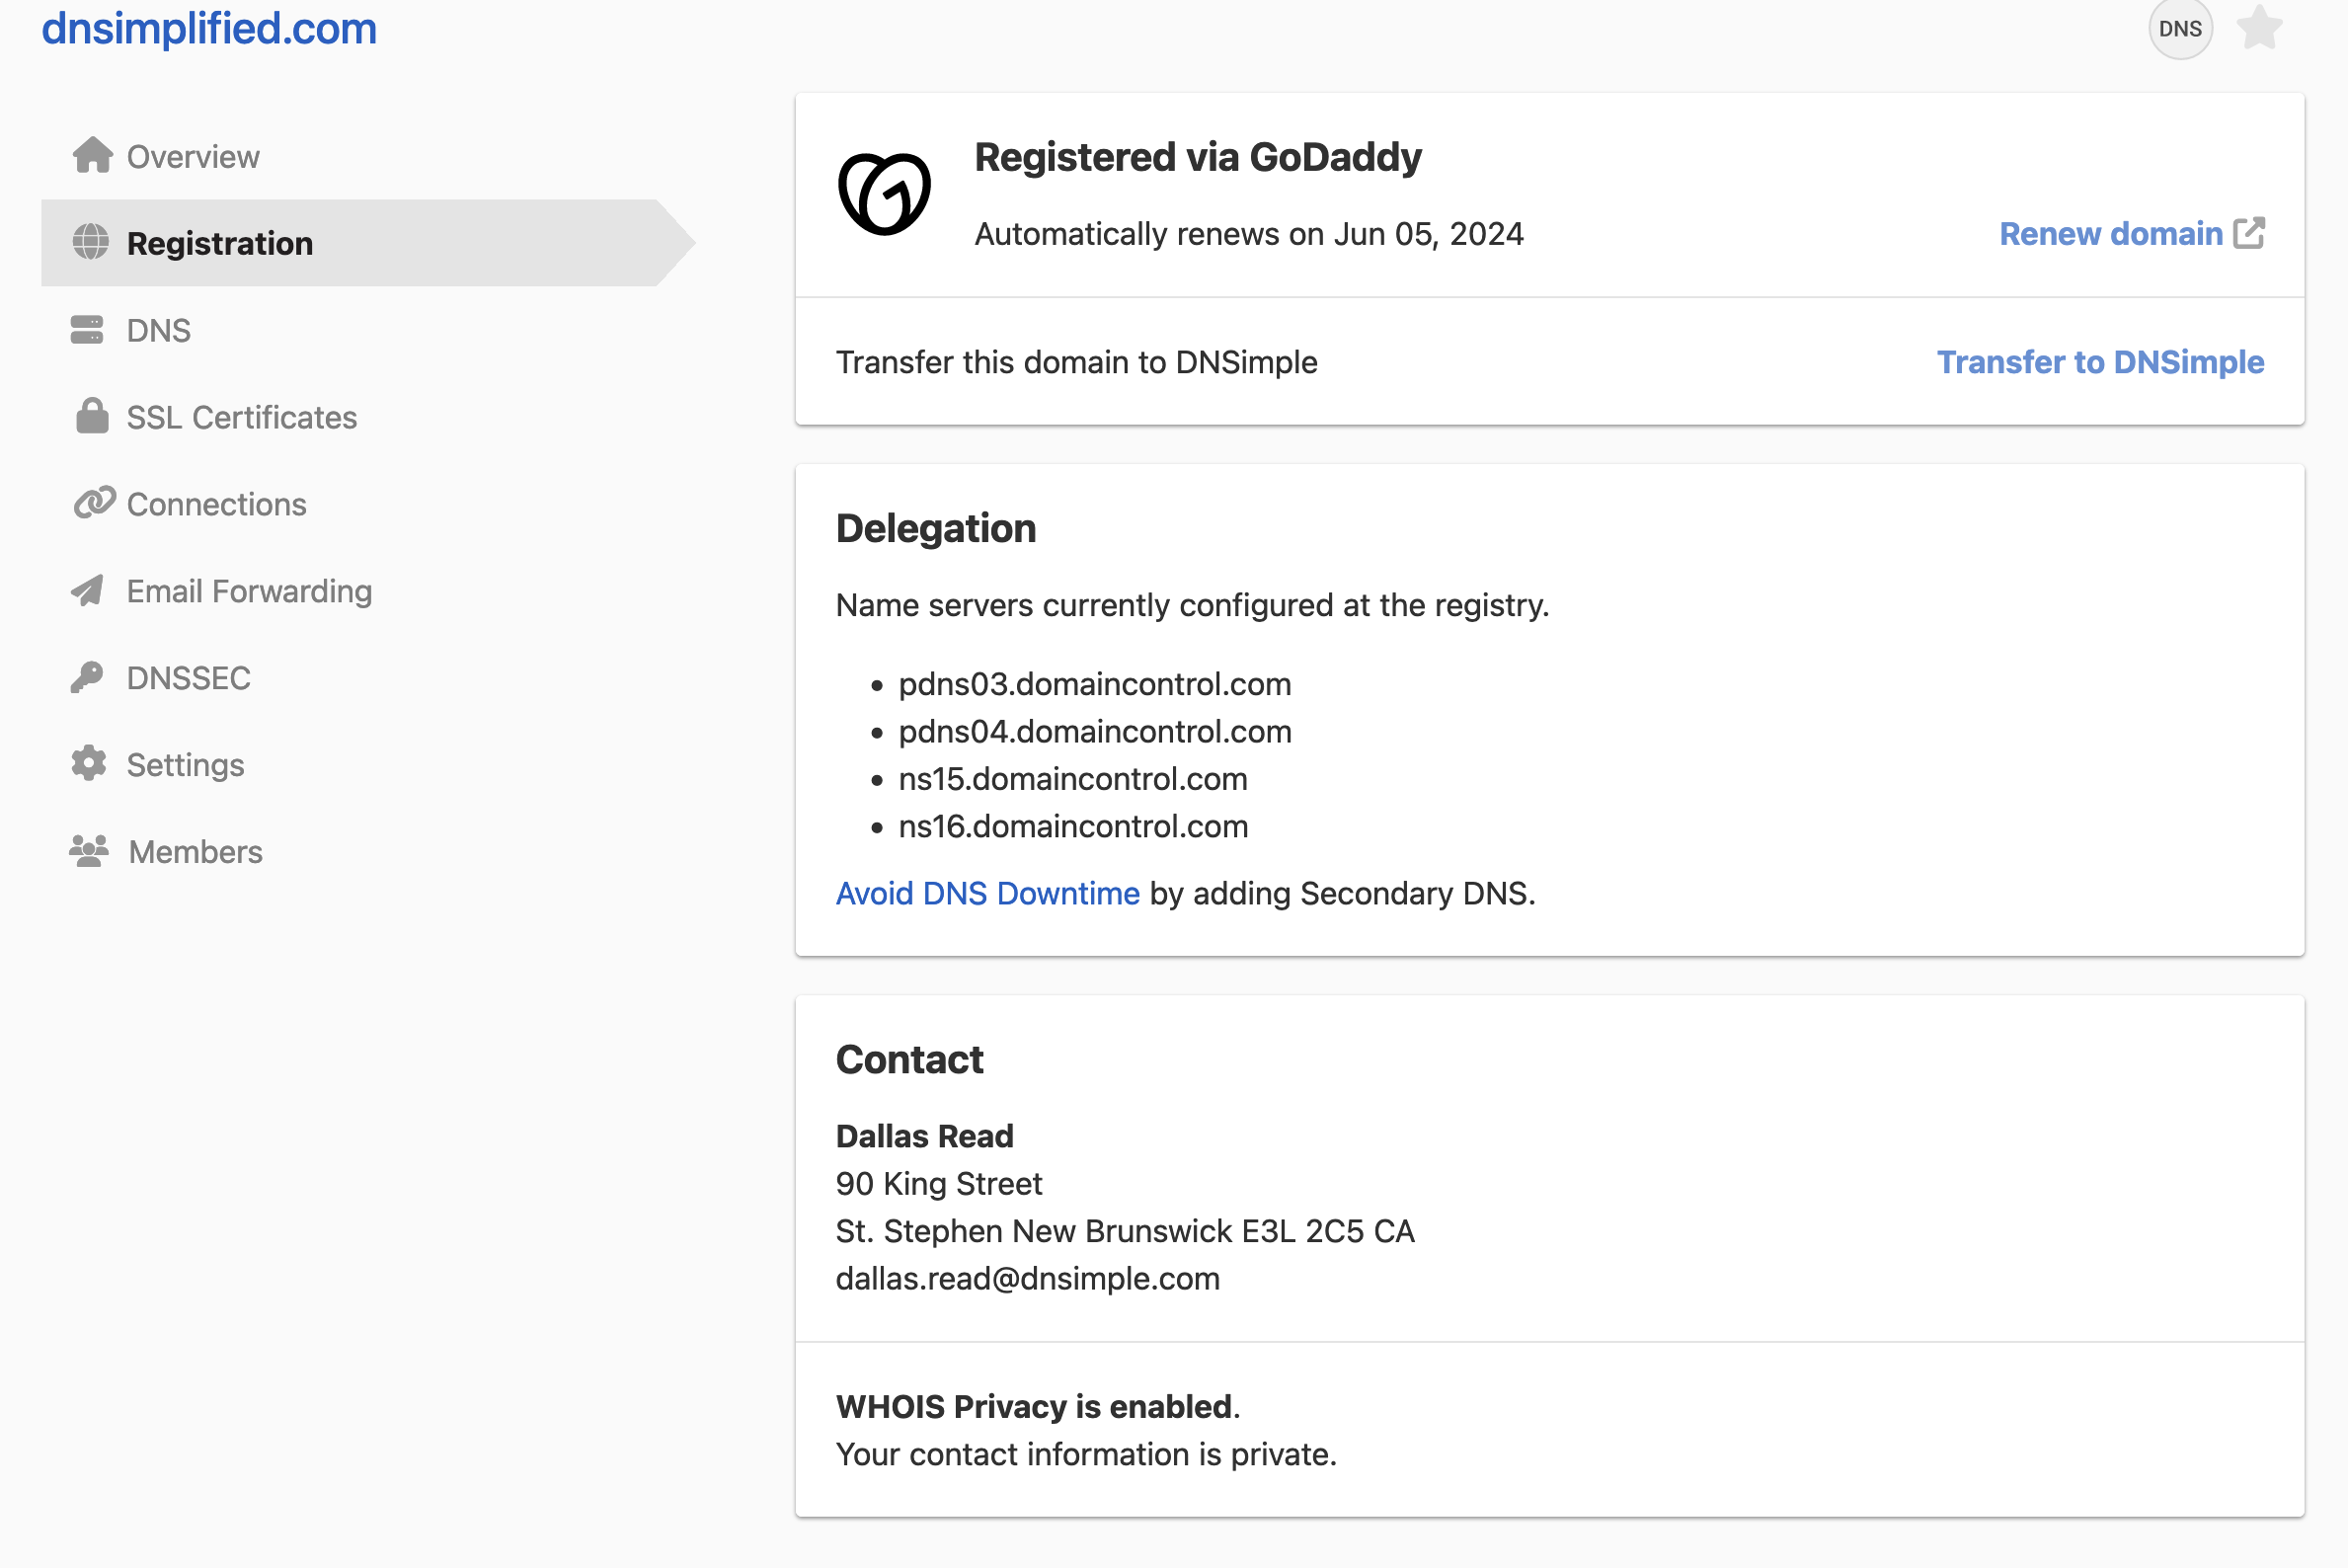 dnsimplified.com
DNS
Overview
Registration
DNS
SSL Certificates
Connections
Email Forwarding
DNSSEC
Settings
Members
Registered via GoDaddy
Automatically renews on Jun 05, 2024
Renew domain
Transfer this domain to DNSimple
Transfer to DNSimple
Delegation
Name servers currently configured at the registry.
pdns03.domaincontrol.com
pdns04.domaincontrol.com
ns15.domaincontrol.com
ns16.domaincontrol.com
Avoid DNS Downtime by adding Secondary DNS.
Contact
Dallas Read
90 King Street
St. Stephen New Brunswick E3L 2C5 CA
dallas.read@dnsimple.com
WHOIS Privacy is enabled.
Your contact information is private.